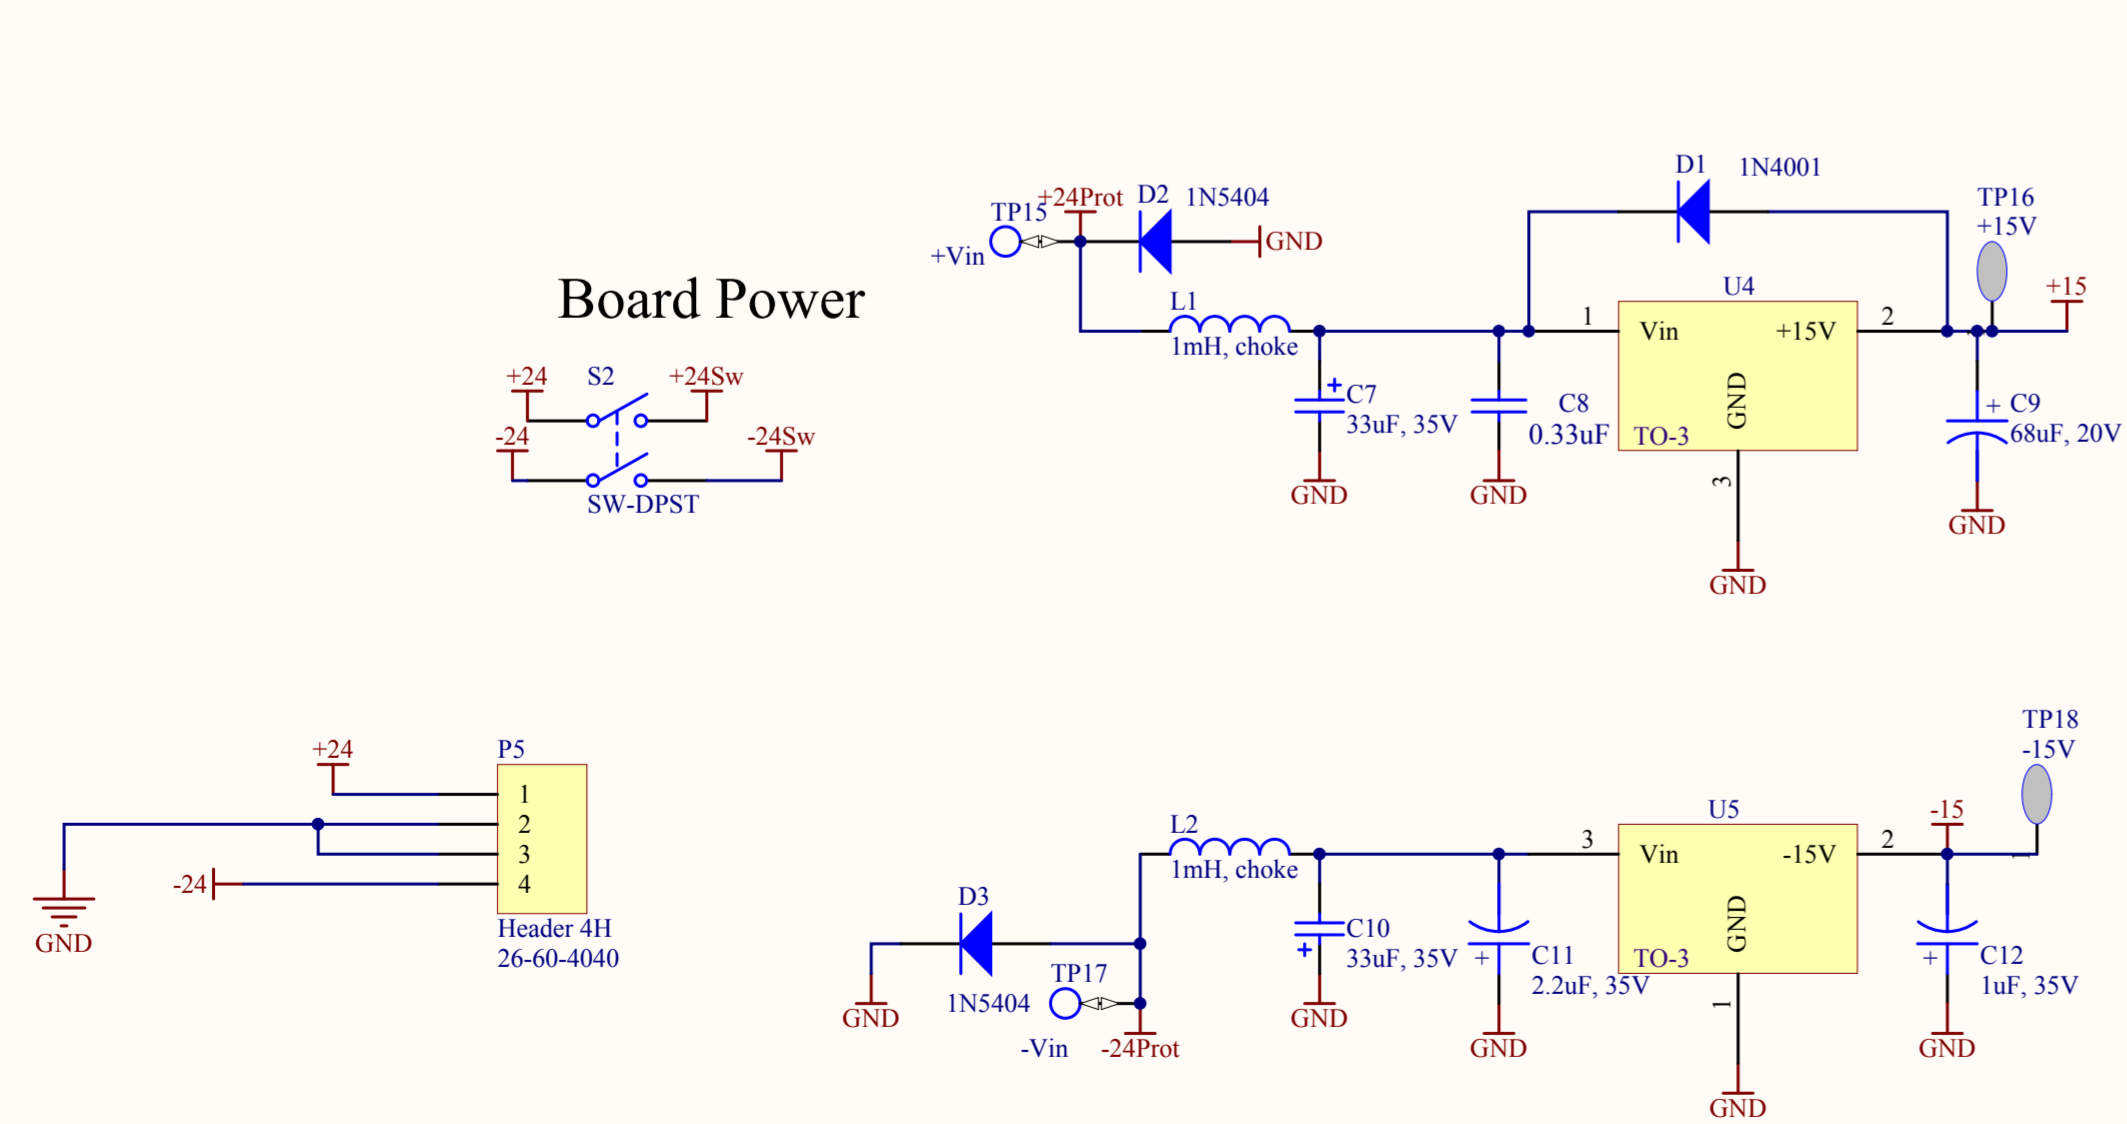 Board Power
+24
S2
+24Sw
-24
-24Sw
SW-DPST
TP15
+24Prot
D2
1N5404
+Vin
GND
L1
1mH, choke
C7
33uF, 35V
GND
C8
0.33uF
GND
D1
1N4001
U4
1
Vin
+15V
2
GND
TO-3
3
GND
TP16
+15V
+15
+ C9
68uF, 20V
GND
+24
P5
1
2
3
-24
4
GND
Header 4H
26-60-4040
D3
1N5404
GND
TP17
-Vin
-24Prot
L2
1mH, choke
C10
33uF, 35V
GND
C11
+
2.2uF, 35V
GND
U5
3
Vin
-15V
2
GND
TO-3
1
GND
TP18
-15V
-15
1
+
C12
1uF, 35V
GND